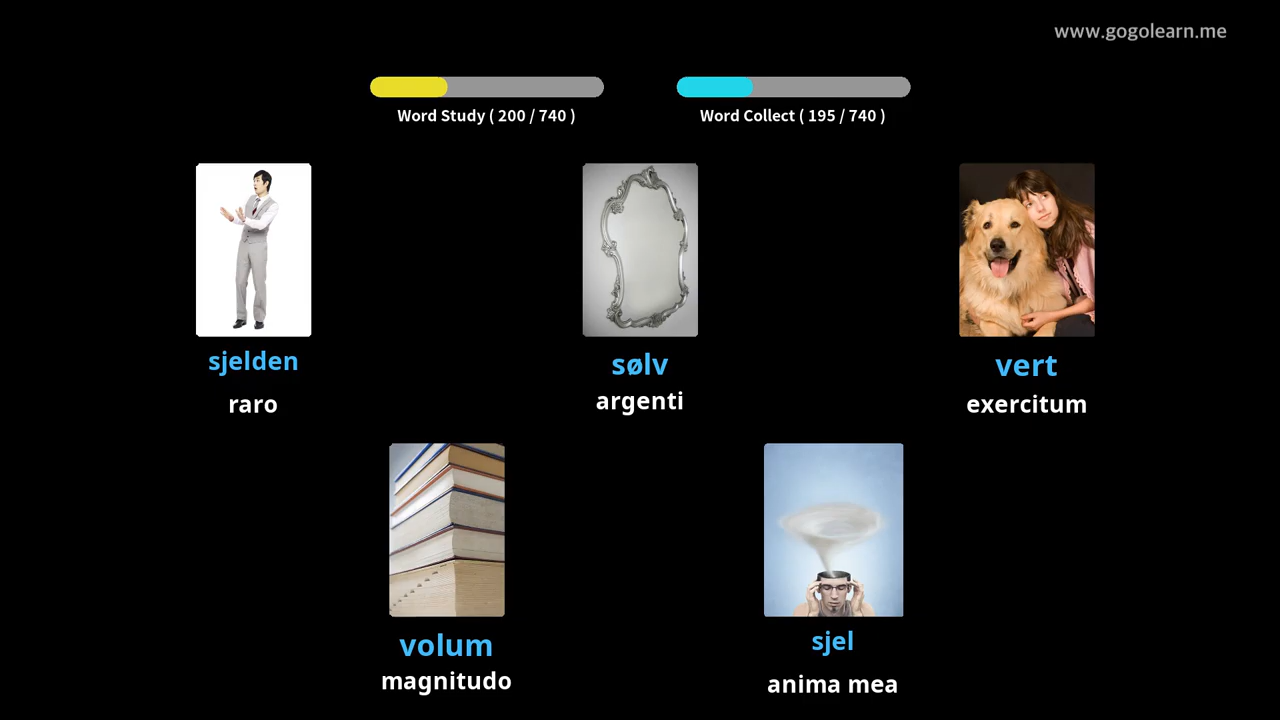 www.gogolearn.me
Word Study ( 200 / 740 )
Word Collect ( 195 / 740 )
sjelden
raro
sølv
argenti
vert
exercitum
volum
magnitudo
sjel
anima mea